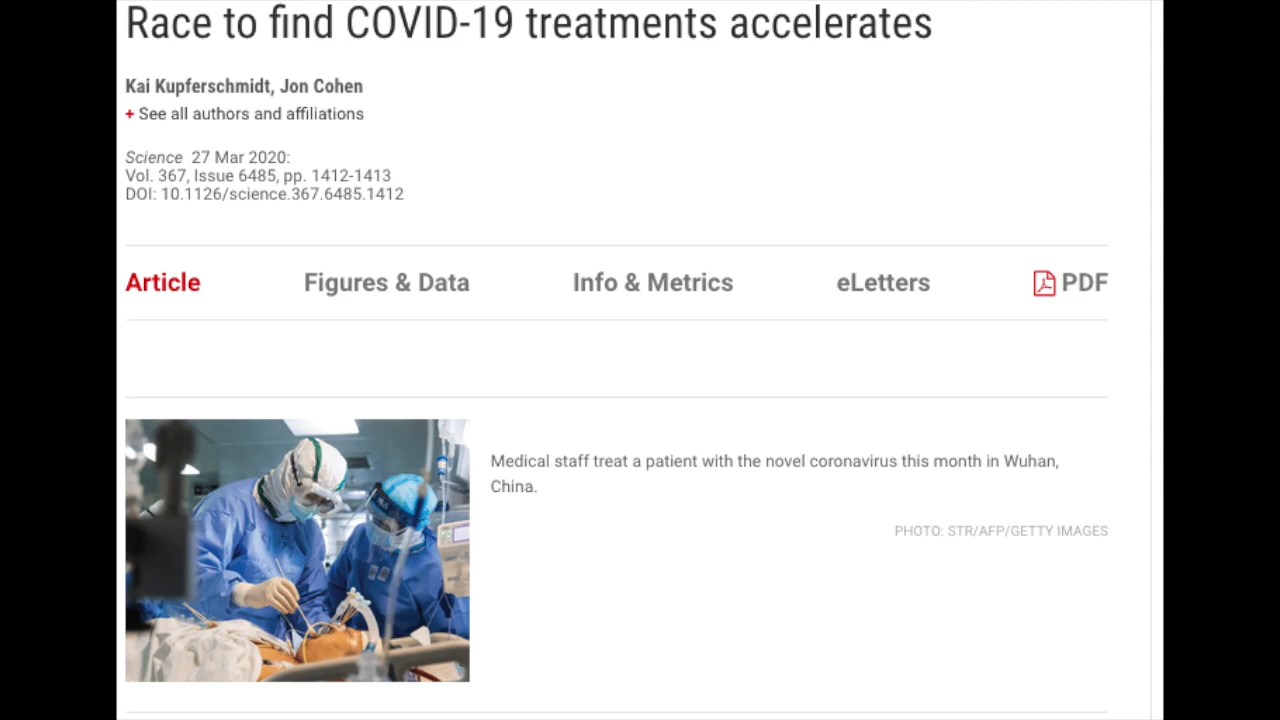 Race to find COVID-19 treatments accelerates
Kai Kupferschmidt, Jon Cohen
+ See all authors and affiliations
Science 27 Mar 2020:
Vol. 367, Issue 6485, pp. 1412-1413
DOI: 10.1126/science.367.6485.1412
Article Figures & Data Info & Metrics eLetters PDF
Medical staff treat a patient with the novel coronavirus this month in Wuhan,
China.
PHOTO: STR/AFP/GETTY IMAGES